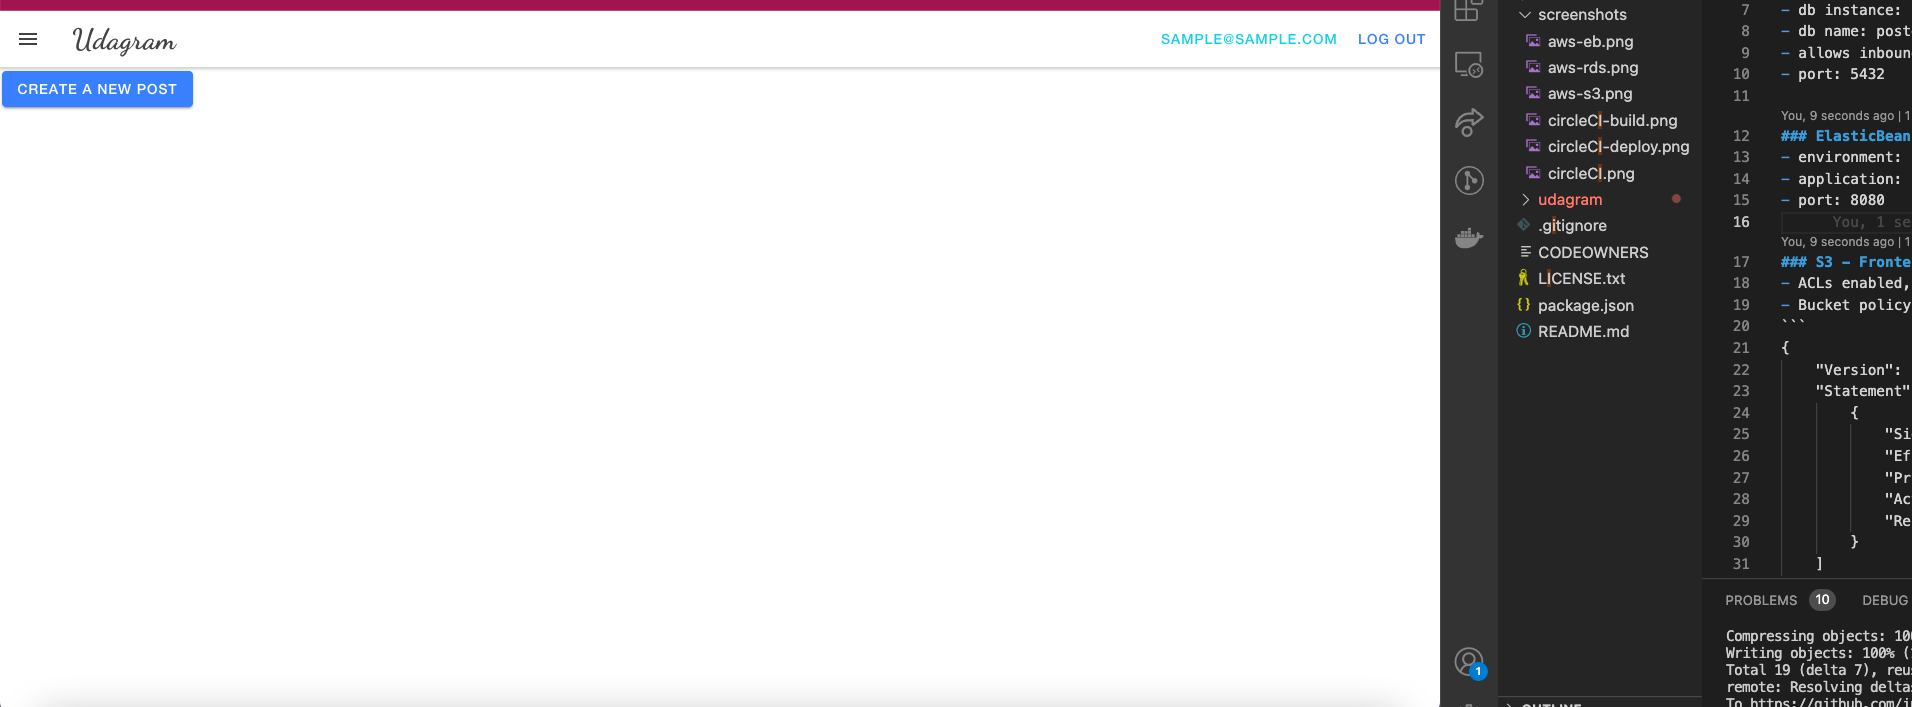 Udagram
SAMPLE@SAMPLE.COM
LOG OUT
CREATE A NEW POST
screenshots
aws-eb.png
aws-rds.png
aws-s3.png
circleCI-build.png
circleCI-deploy.png
circleCI.png
udagram
.gitignore
CODEOWNERS
LICENSE.txt
package.json
README.md
1
7 - db instance:
8 - db name: post
9 - allows inboun
10 - port: 5432
11
You, 9 seconds ago | 1
12 ### ElasticBean
13 - environment:
14 - application:
15 - port: 8080
16 You, 1 se
You, 9 seconds ago | 1
17 ### S3 - Fronte
18 - ACLs enabled,
19 - Bucket policy
20 ```
21 {
22 "Version":
23 "Statement"
24 {
25 "Si
26 "Ef
27 "Pr
28 "Ac
29 "Re
30 }
31 ]
PROBLEMS 10 DEBUG
Compressing objects: 10
Writing objects: 100% (
Total 19 (delta 7), reu
remote: Resolving delta
To https://github.com/
OUTLINE